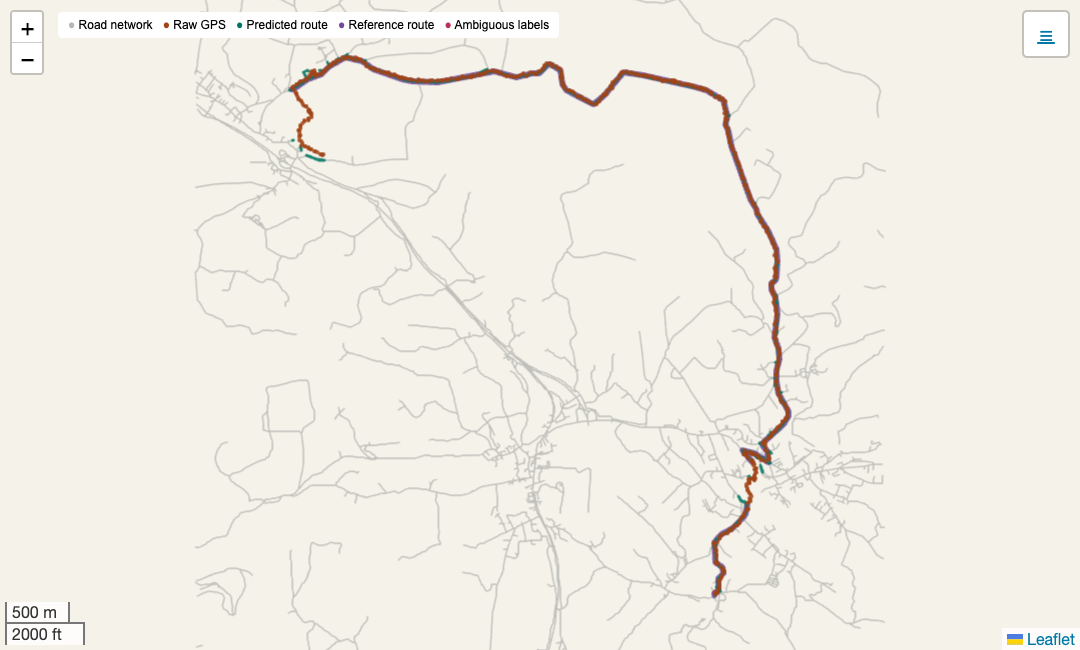 +
Road network Raw GPS Predicted route Reference route Ambiguous labels
−
500 m
2000 ft
Leaflet